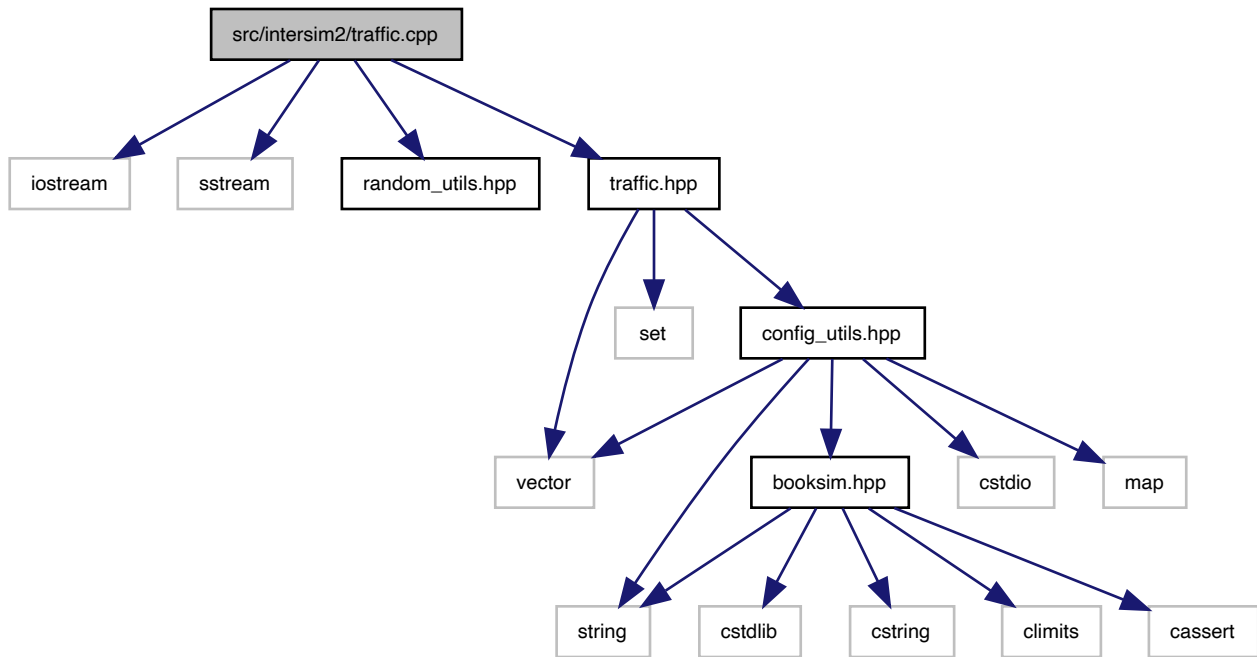 src/intersim2/traffic.cpp
iostream
sstream
random_utils.hpp
traffic.hpp
set
config_utils.hpp
vector
booksim.hpp
cstdio
map
string
cstdlib
cstring
climits
cassert